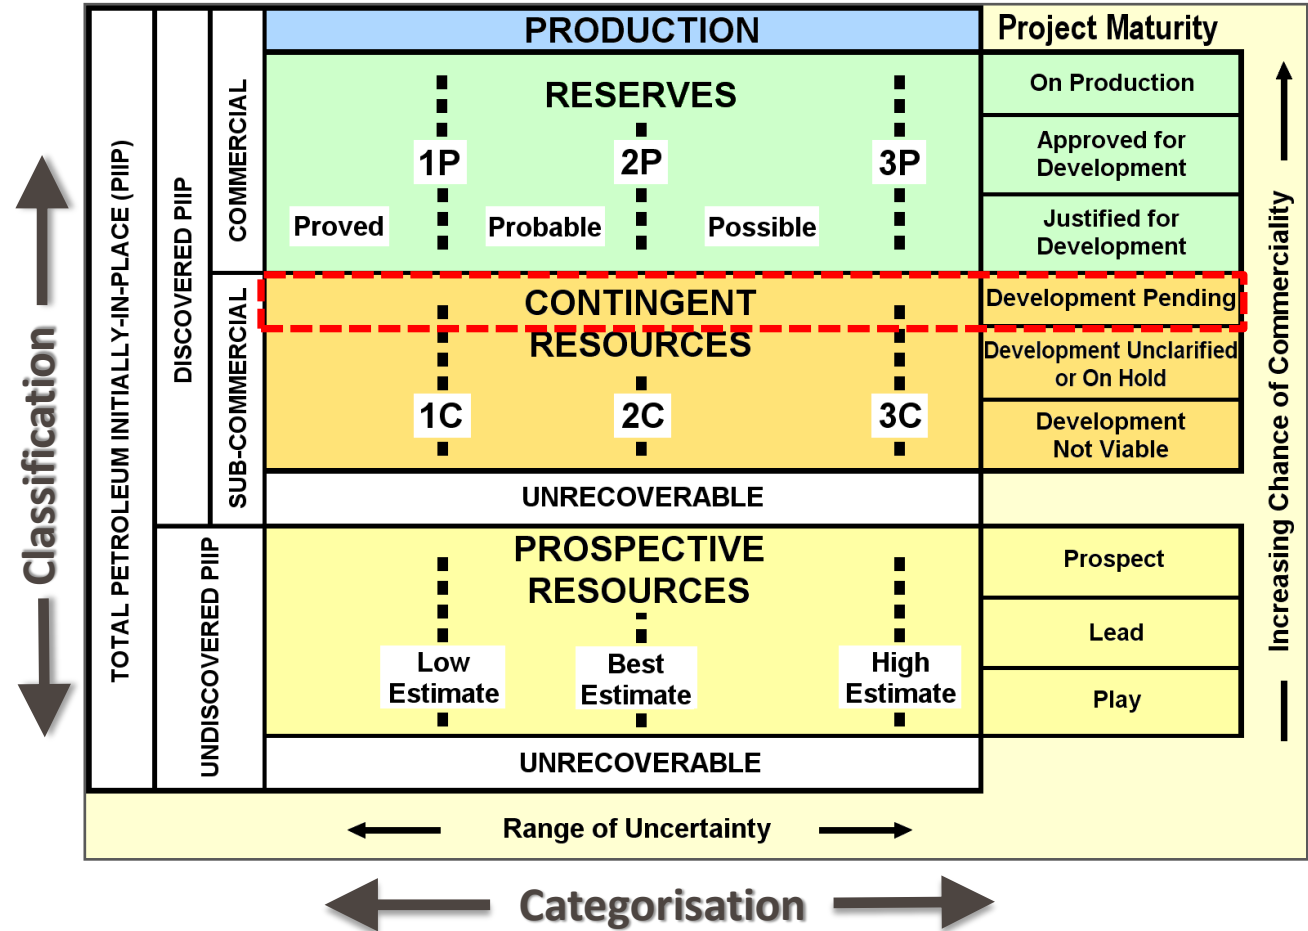 PRODUCTION
Project Maturity
RESERVES
1P
2P
3P
Proved
Probable
Possible
On Production
Approved for
Development
Justified for
Development
CONTINGENT
RESOURCES
1C
2C
3C
Development Pending
Development Unclarified
or On Hold
Development
Not Viable
UNRECOVERABLE
PROSPECTIVE
RESOURCES
Low
Estimate
Best
Estimate
High
Estimate
Prospect
Lead
Play
UNRECOVERABLE
Range of Uncertainty
Categorisation
Classification
TOTAL PETROLEUM INITIALLY-IN-PLACE (PIIP)
DISCOVERED PIIP
UNDISCOVERED PIIP
COMMERCIAL
SUB-COMMERCIAL
Increasing Chance of Commerciality